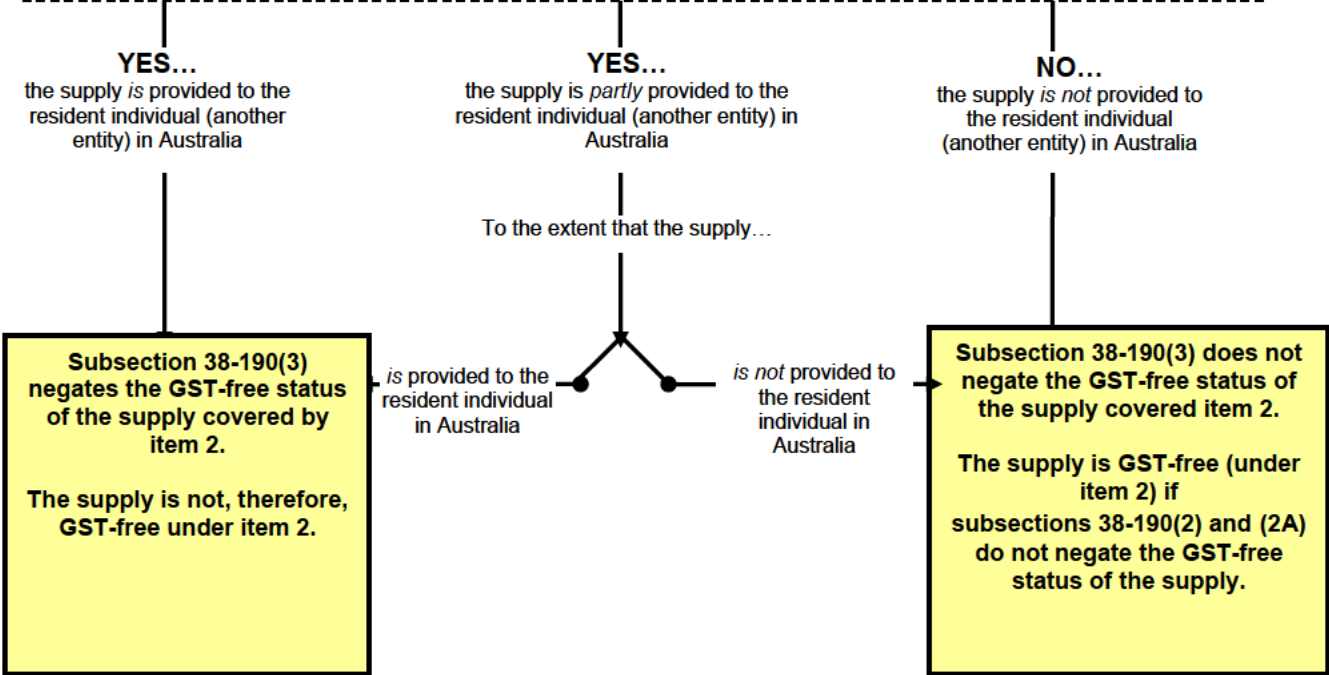 YES…
the supply is provided to the
resident individual (another
entity) in Australia
YES…
the supply is partly provided to the
resident individual (another entity) in
Australia
NO…
the supply is not provided to
the resident individual
(another entity) in Australia
To the extent that the supply…
Subsection 38-190(3)
negates the GST-free status
of the supply covered by
item 2.
The supply is not, therefore,
GST-free under item 2.
is provided to the
resident individual
in Australia
is not provided to
the resident
individual in
Australia
Subsection 38-190(3) does not
negate the GST-free status of
the supply covered item 2.
The supply is GST-free (under
item 2) if
subsections 38-190(2) and (2A)
do not negate the GST-free
status of the supply.